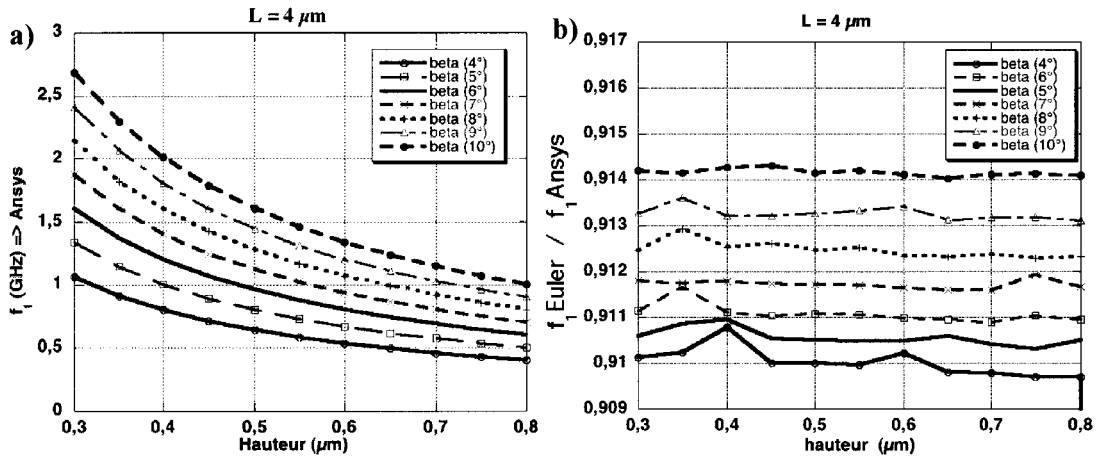 a)
L = 4 µm
f1 (GHz) => Ansys
3
2,5
2
1,5
1
0,5
0
0,3
0,4
0,5
0,6
0,7
0,8
Hauteur (µm)
beta (4°)
beta (5°)
beta (6°)
beta (7°)
beta (8°)
beta (9°)
beta (10°)
b)
L = 4 µm
f1 Euler / f1 Ansys
0,917
0,916
0,915
0,914
0,913
0,912
0,911
0,91
0,909
0,3
0,4
0,5
0,6
0,7
0,8
hauteur (µm)
beta (4°)
beta (6°)
beta (5°)
beta (7°)
beta (8°)
beta (9°)
beta (10°)